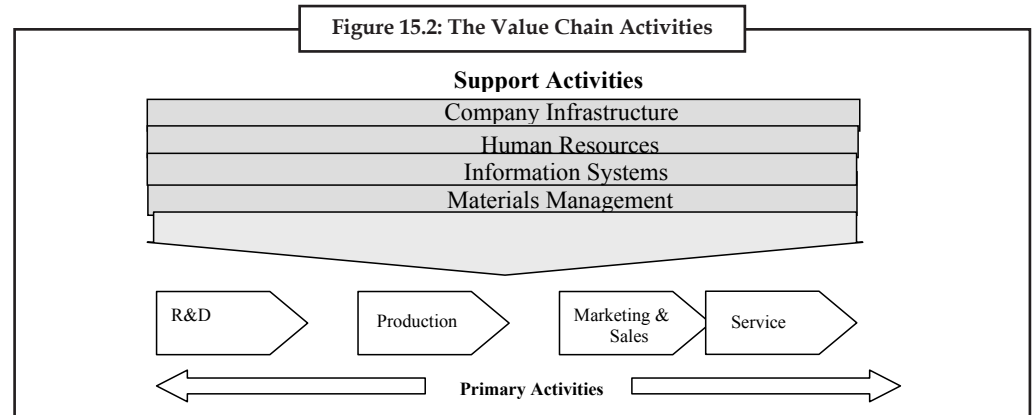 Figure 15.2: The Value Chain Activities
Support Activities
Company Infrastructure
Human Resources
Information Systems
Materials Management
R&D
Production
Marketing &
Sales
Service
Primary Activities